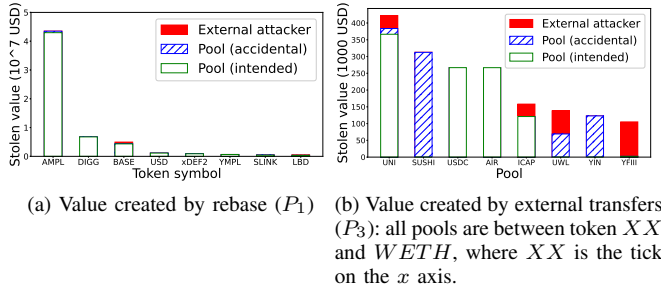 Stolen value (10^7 USD)
5
4
3
2
1
0
External attacker
Pool (accidental)
Pool (intended)
AMPL DIGG BASE USD xDEF2 YMPL SLINK LBD
Token symbol
(a) Value created by rebase (P1)
Stolen value (1000 USD)
400
350
300
250
200
150
100
50
0
External attacker
Pool (accidental)
Pool (intended)
UNI SUSHI USDC AIR ICAP UWL YIN YFIII
Pool
(b) Value created by external transfers
(P3): all pools are between token XX
and WETH, where XX is the tick
on the x axis.